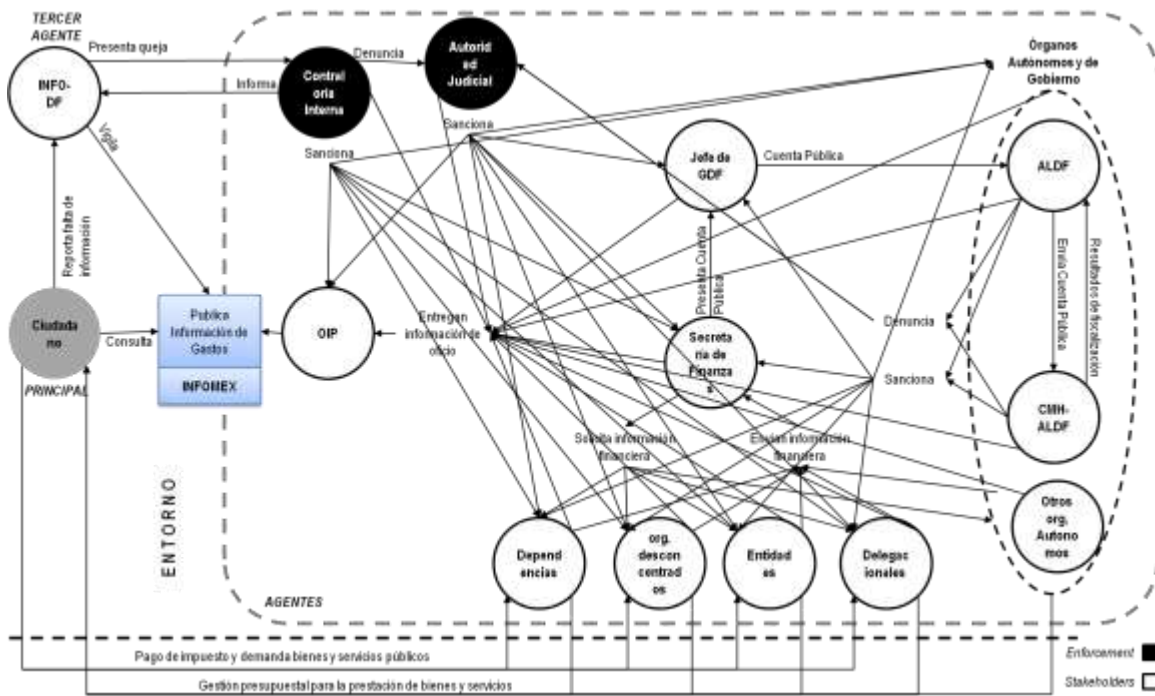 TERCER
AGENTE
Presenta queja
Denuncia
Informa
INFO-
DF
Vigila
Contral
oría
Interna
Autorid
ad
Judicial
Sanciona
Sanciona
Órganos
Autónomos y de
Gobierno
Jefe de
GDF
Cuenta Pública
ALDF
Reporta falta de
información
Presenta Cuenta
Pública
Envía Cuenta Pública
Resultados de fiscalización
Ciudada
no
Consulta
PRINCIPAL
Publica
Información de
Gastos
INFOMEX
OIP
Entregan
información de
oficio
Secreta
ría de
Finanza
s
Denuncia
Sanciona
CMH-
ALDF
Solicita información
financiera
Envían información
financiera
ENTORNO
Depend
encias
org.
descon
centrad
os
Entidad
es
Delegac
ionales
Otros
org.
Autono
mos
AGENTES
Pago de impuesto y demanda bienes y servicios públicos
Gestión presupuestal para la prestación de bienes y servicios
Enforcement
Stakeholders